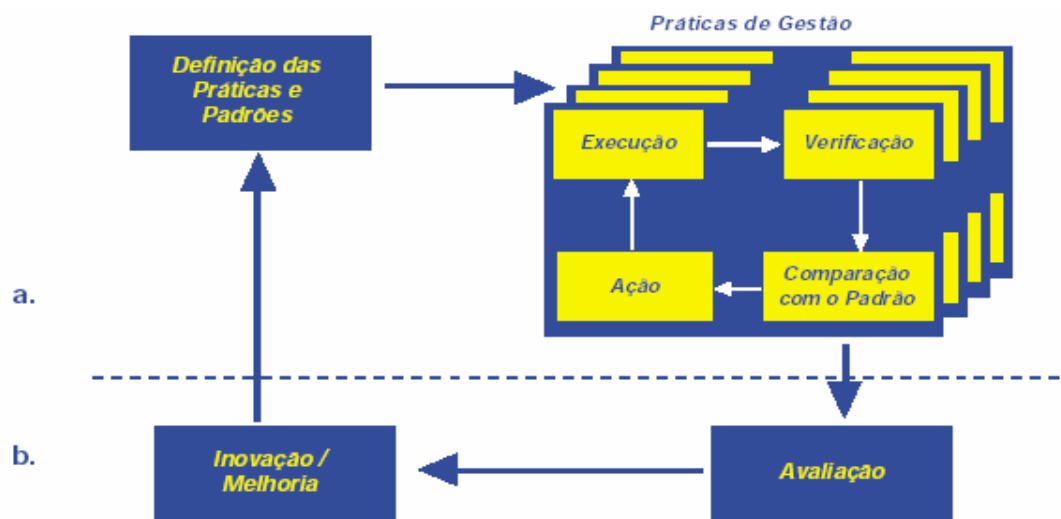 Práticas de Gestão
Definição das
Práticas e
Padrões
Execução
Verificação
Ação
Comparação
com o Padrão
a.
b.
Inovação /
Melhoria
Avaliação